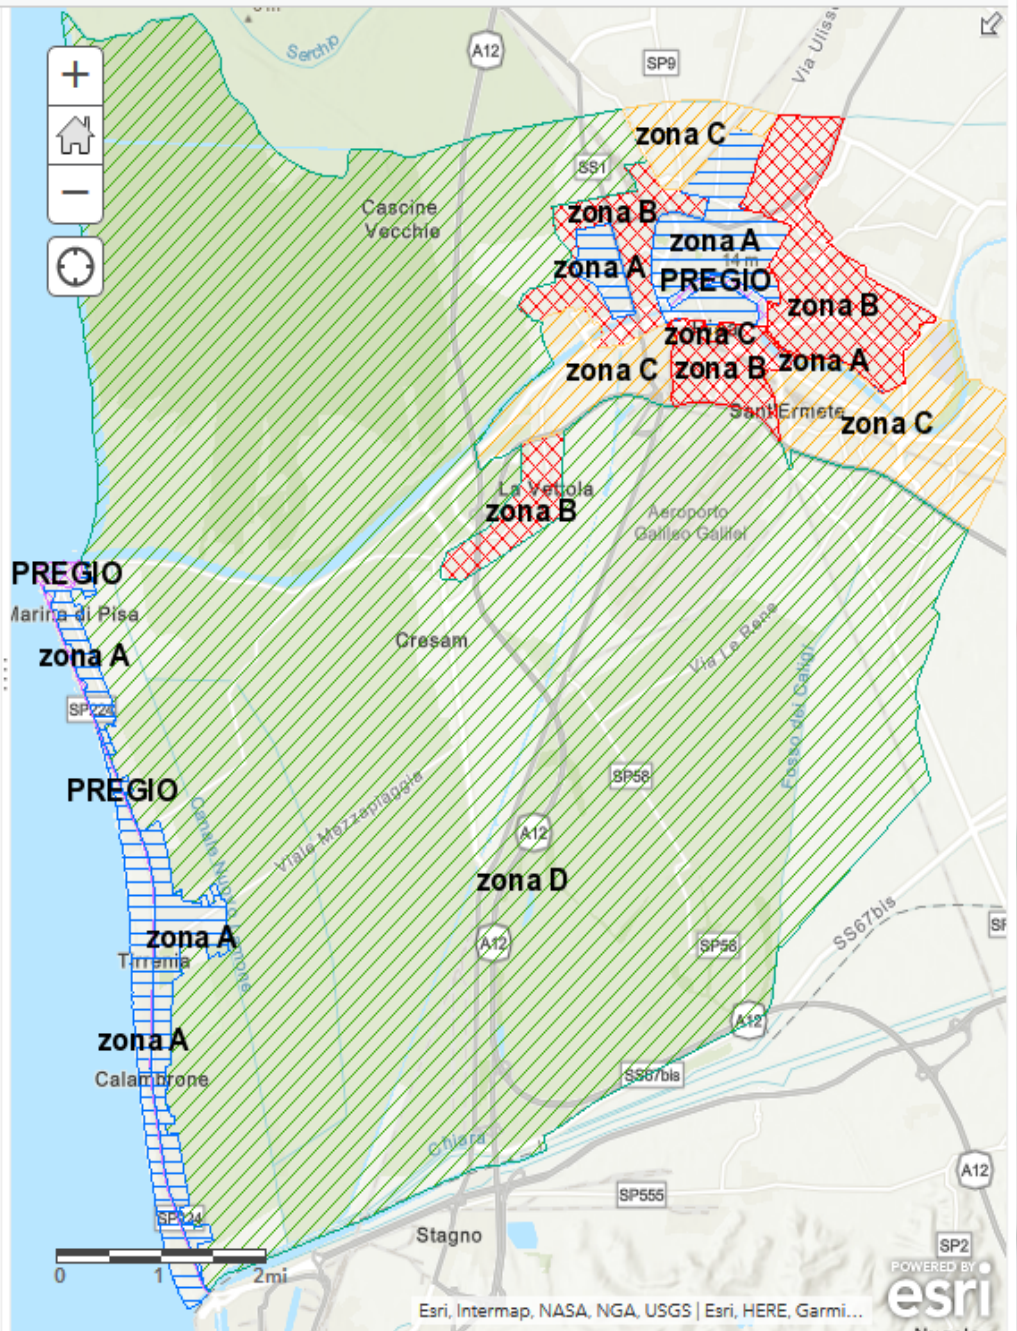 Serchio
A12
SP9
Via Ulisse
zona C
SS1
Cascine
Vecchie
zona B
zona A
14 m
zona A
PREGIO
zona B
zona C
zona A
zona C
zona B
Sant'Ermete
zona C
La Vettola
zona B
Aeroporto
Galileo Galilei
PREGIO
Marina di Pisa
Cresam
Via Le Rene
zona A
SP224
Fosso dei Caligi
SP58
PREGIO
Viale Mezzapiaggia
A12
zona D
SS67bis
zona A
Tirrenia
A12
SP58
SP
A12
zona A
Calambrone
SS67bis
Chiara
A12
SP555
SP224
Stagno
SP2
0 1 2mi
POWERED BY
esri
Esri, Intermap, NASA, NGA, USGS | Esri, HERE, Garmi...